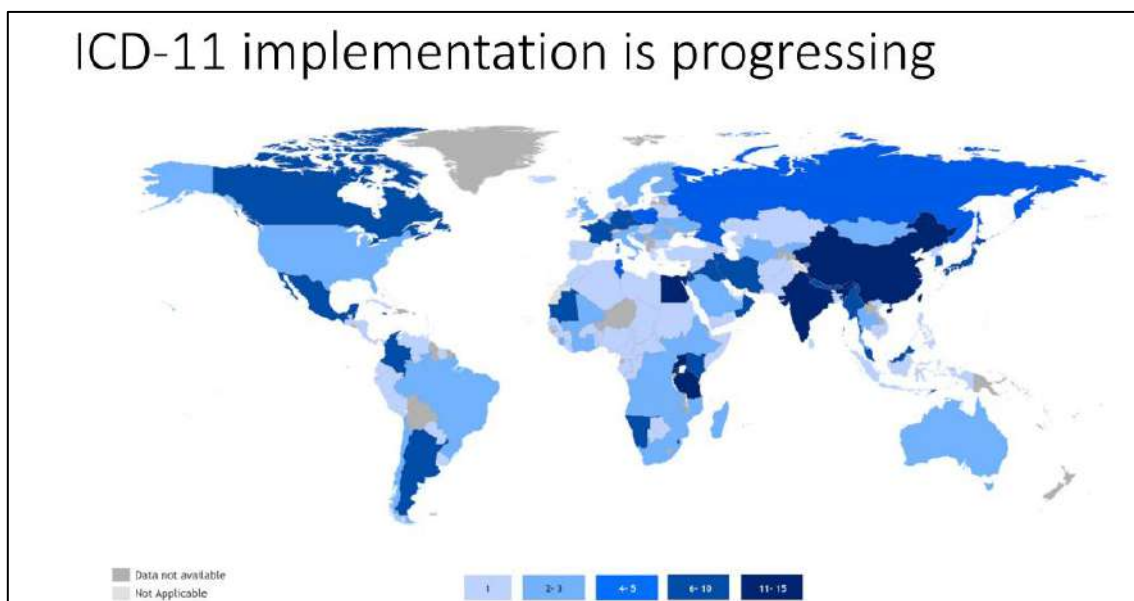 ICD-11 implementation is progressing
Data not available
Not Applicable
1
2- 3
4- 5
6- 10
11- 15